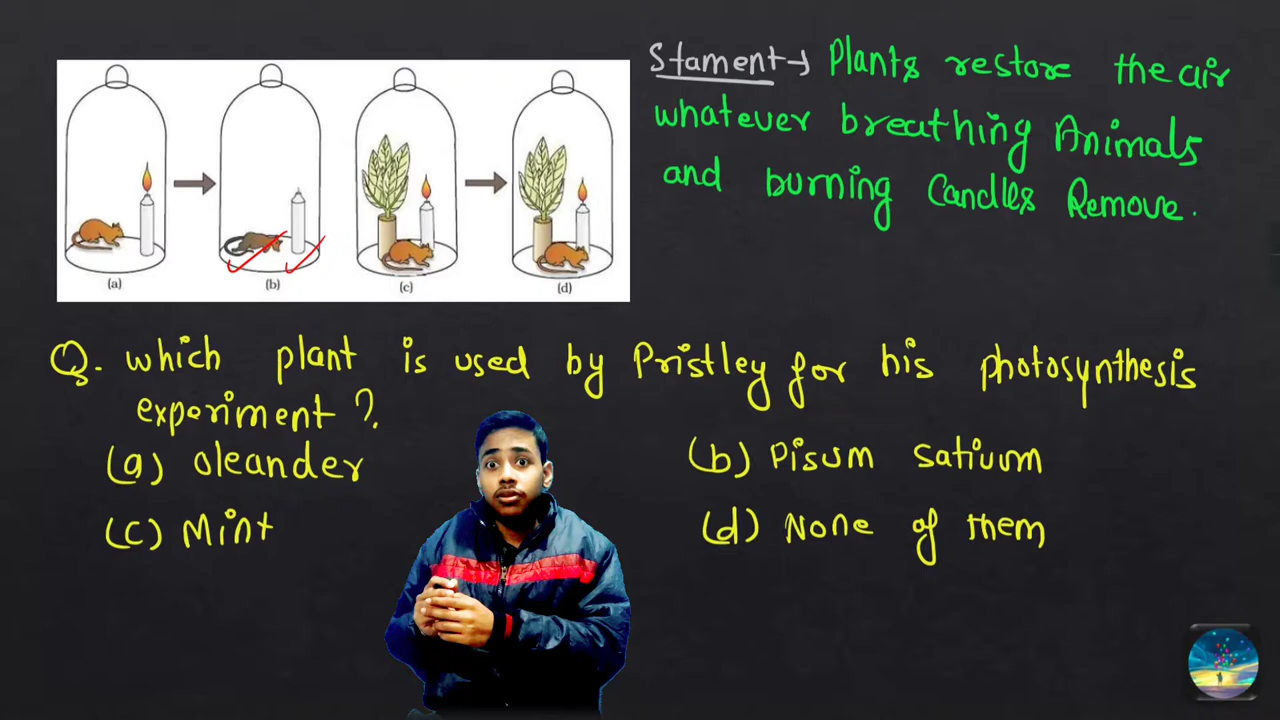 Stament → Plants restore the air
whatever breathing Animals
and burning Candles Remove.
(a)
(b)
(c)
(d)
Q. which plant is used by Pristley for his photosynthesis
experiment ?
(a) oleander
(b) Pisum sativum
(c) Mint
(d) None of them